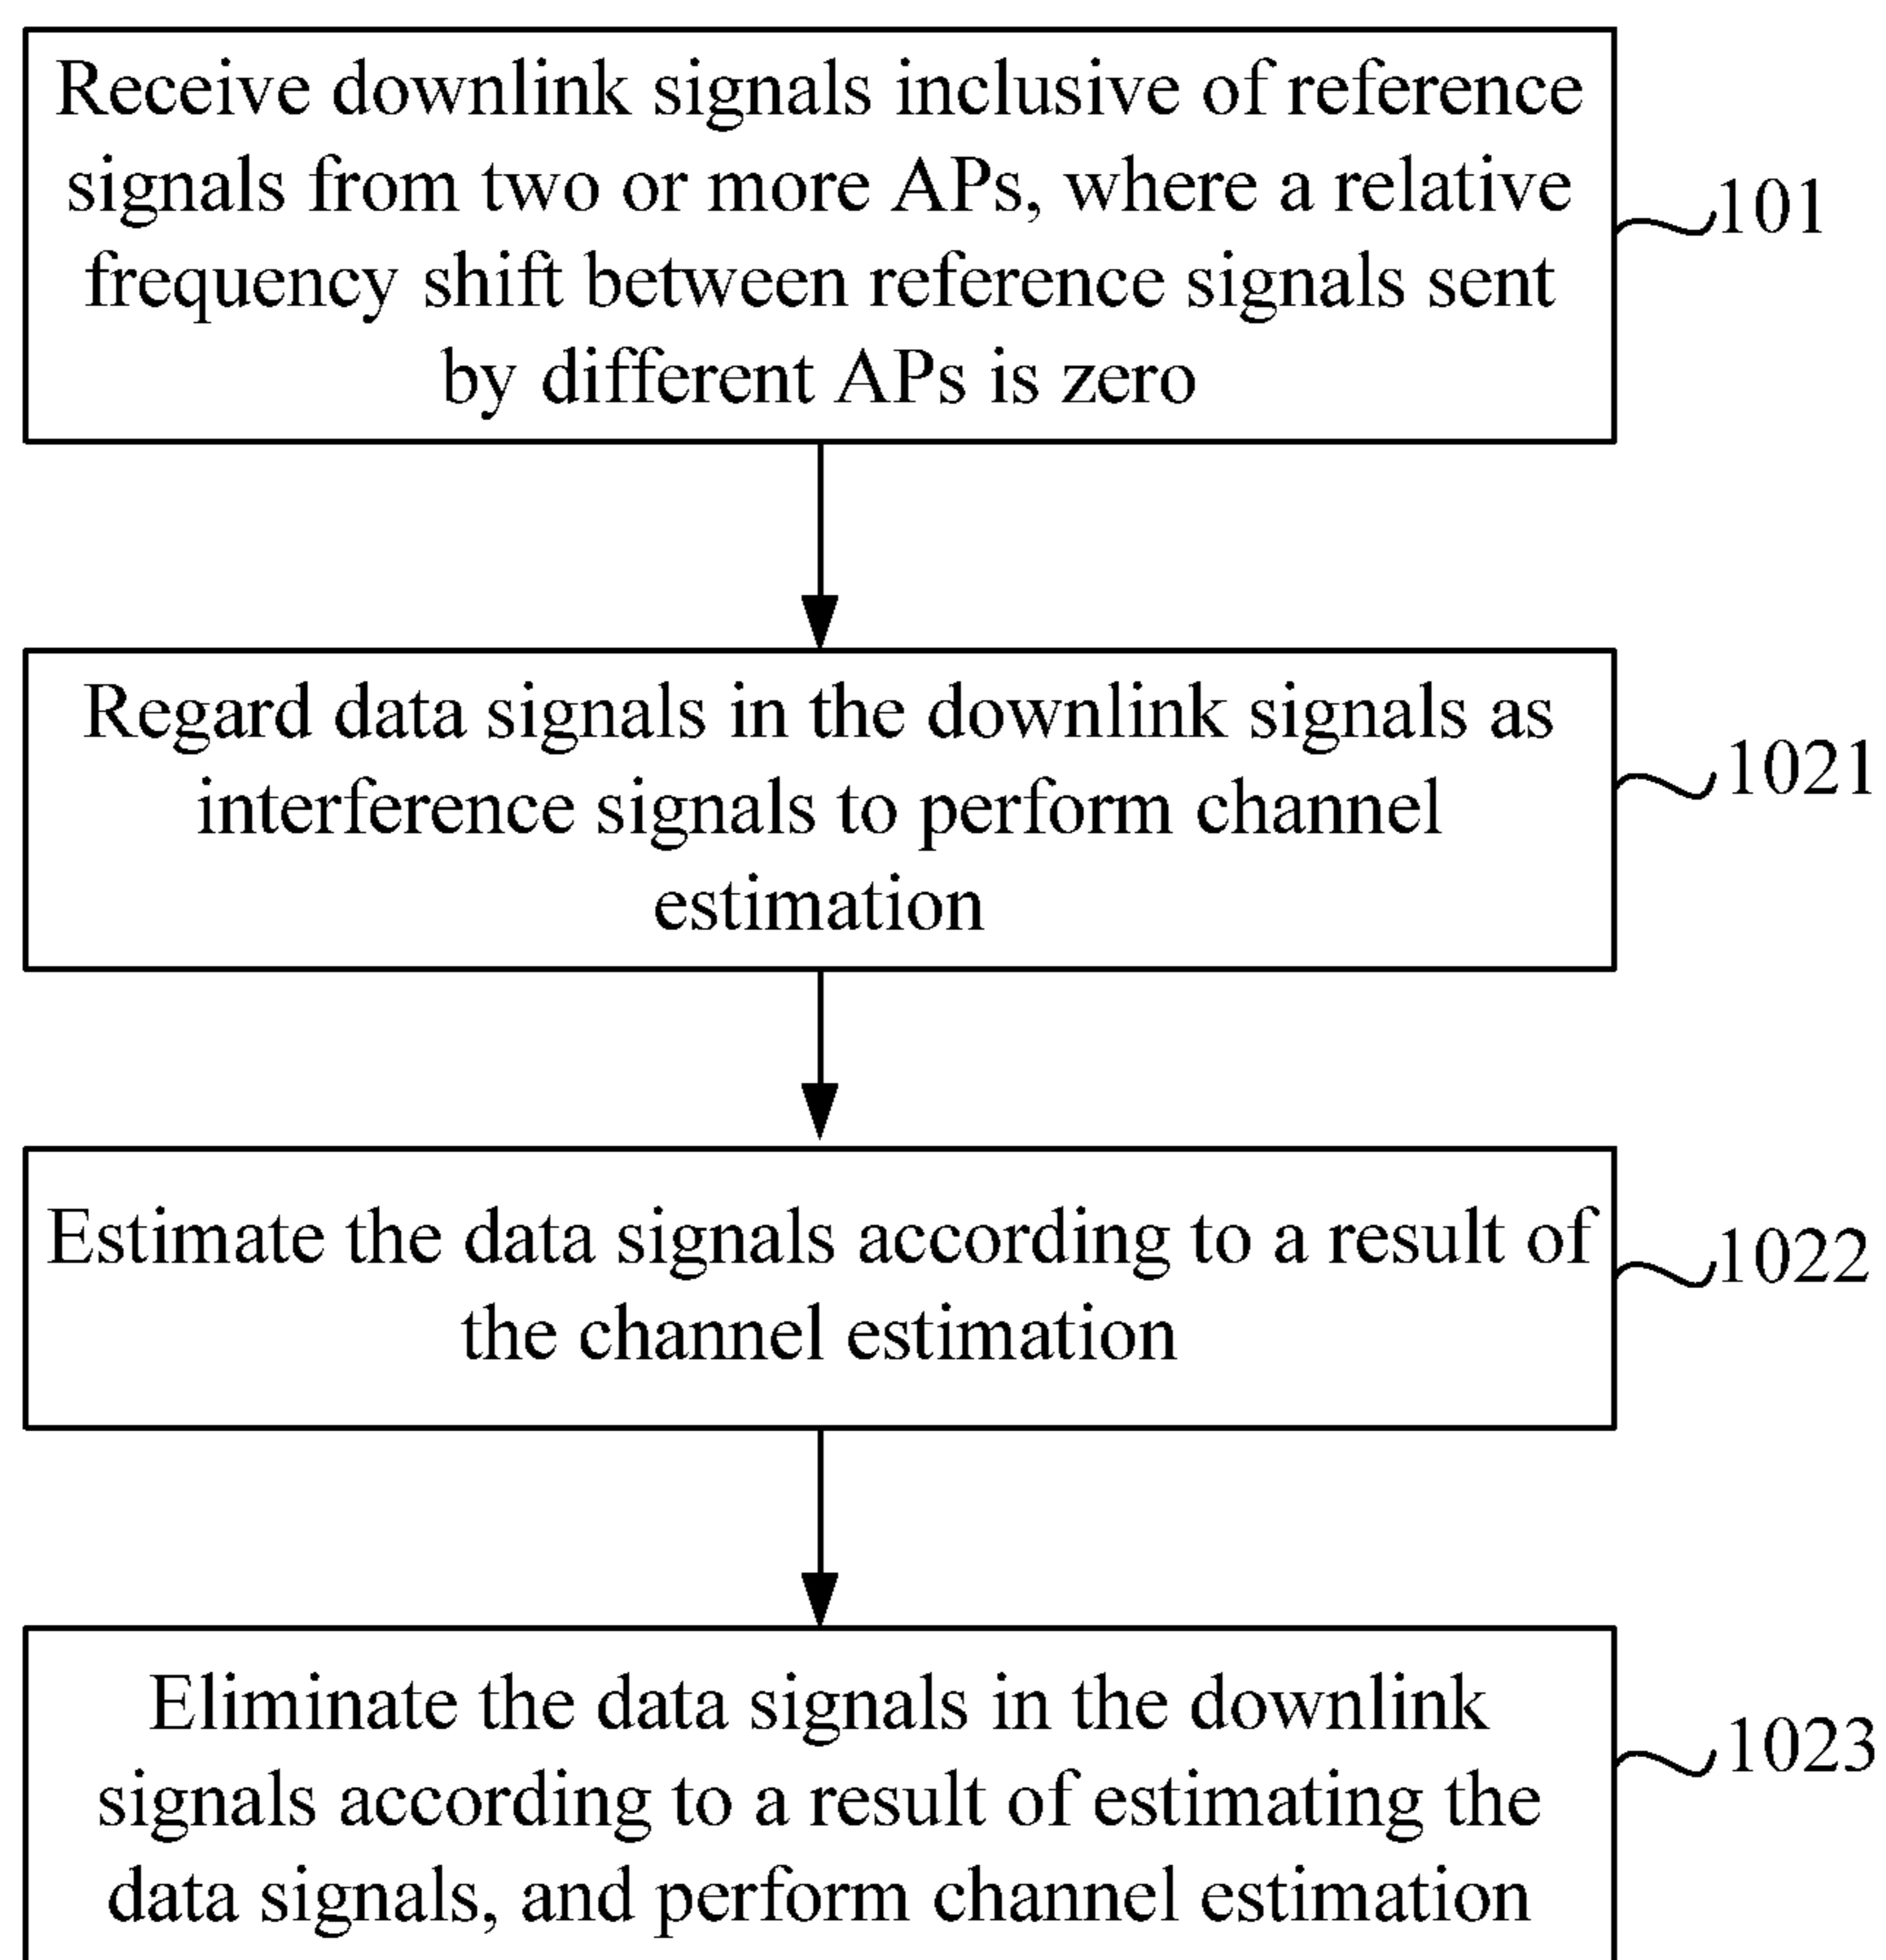 Receive downlink signals inclusive of reference
signals from two or more APs, where a relative
frequency shift between reference signals sent
by different APs is zero
101
Regard data signals in the downlink signals as
interference signals to perform channel
estimation
1021
Estimate the data signals according to a result of
the channel estimation
1022
Eliminate the data signals in the downlink
signals according to a result of estimating the
data signals, and perform channel estimation
1023